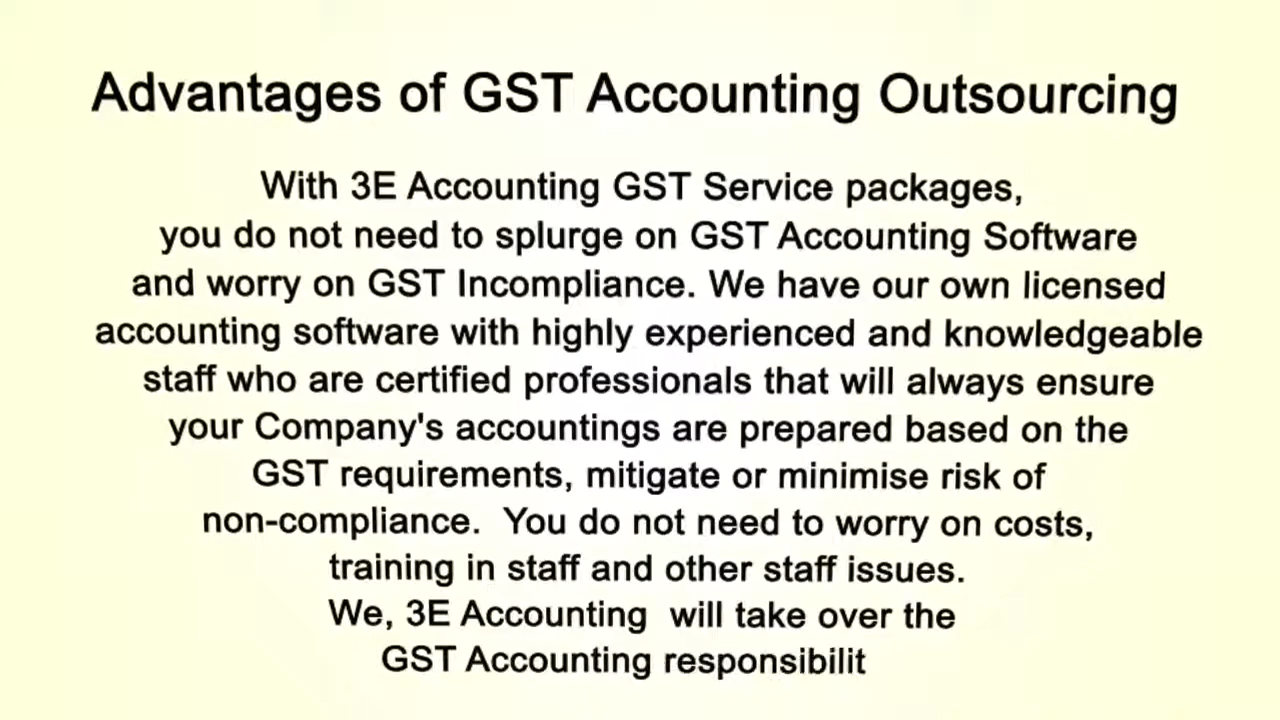 Advantages of GST Accounting Outsourcing
With 3E Accounting GST Service packages,
you do not need to splurge on GST Accounting Software
and worry on GST Incompliance. We have our own licensed
accounting software with highly experienced and knowledgeable
staff who are certified professionals that will always ensure
your Company's accountings are prepared based on the
GST requirements, mitigate or minimise risk of
non-compliance.  You do not need to worry on costs,
training in staff and other staff issues.
We, 3E Accounting  will take over the
GST Accounting responsibilit